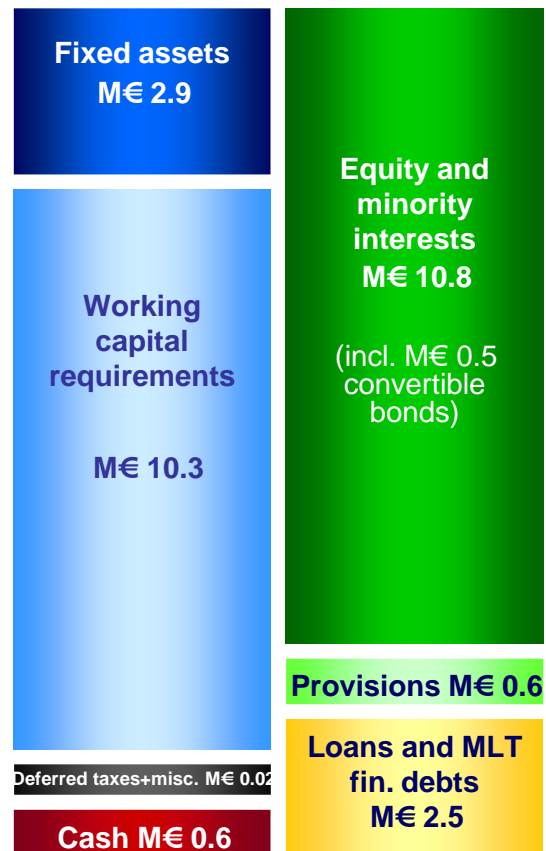 Fixed assets
M€ 2.9
Working
capital
requirements
M€ 10.3
Deferred taxes+misc. M€ 0.02
Cash M€ 0.6
Equity and
minority
interests
M€ 10.8
(incl. M€ 0.5
convertible
bonds)
Provisions M€ 0.6
Loans and MLT
fin. debts
M€ 2.5